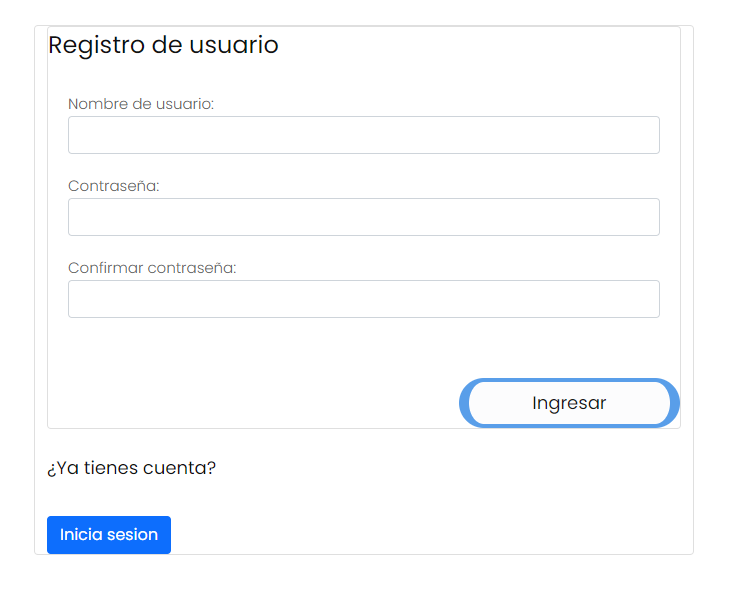 Registro de usuario
Nombre de usuario:
Contraseña:
Confirmar contraseña:
Ingresar
¿Ya tienes cuenta?
Inicia sesion